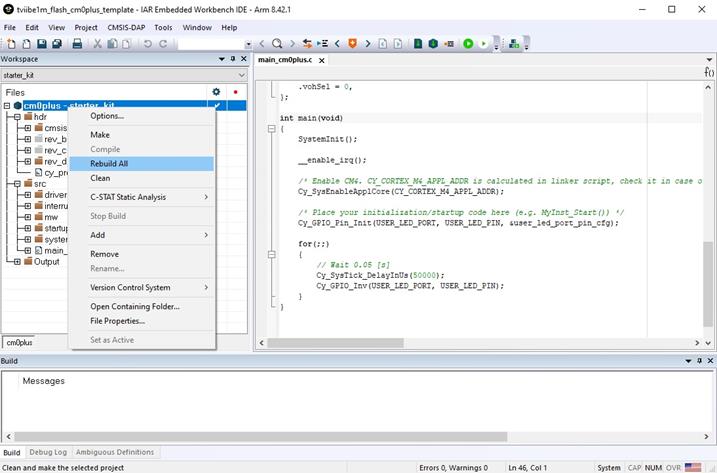 tviibe1m_flash_cm0plus_template - IAR Embedded Workbench IDE - Arm 8.42.1
File Edit View Project CMSIS-DAP Tools Window Help
Workspace
starter_kit
Files
cm0plus - starter_kit
hdr
cmsis
rev_b
rev_c
rev_d
cy_pr
src
driver
interru
mw
startup
system
main_
Output
cm0plus
Options...
Make
Compile
Rebuild All
Clean
C-STAT Static Analysis
Stop Build
Add
Remove
Rename...
Version Control System
Open Containing Folder...
File Properties...
Set as Active
main_cm0plus.c
f()
.vohSel = 0,
};
int main(void)
{
SystemInit();
__enable_irq();
/* Enable CM4. CY_CORTEX_M4_APPL_ADDR is calculated in linker script, check it in case o
Cy_SysEnableApplCore(CY_CORTEX_M4_APPL_ADDR);
/* Place your initialization/startup code here (e.g. MyInst_Start()) */
Cy_GPIO_Pin_Init(USER_LED_PORT, USER_LED_PIN, &user_led_port_pin_cfg);
for(;;)
{
// Wait 0.05 [s]
Cy_SysTick_DelayInUs(50000);
Cy_GPIO_Inv(USER_LED_PORT, USER_LED_PIN);
}
}
Build
Messages
Build Debug Log Ambiguous Definitions
Clean and make the selected project
Errors 0, Warnings 0
Ln 46, Col 1
System CAP NUM OVR